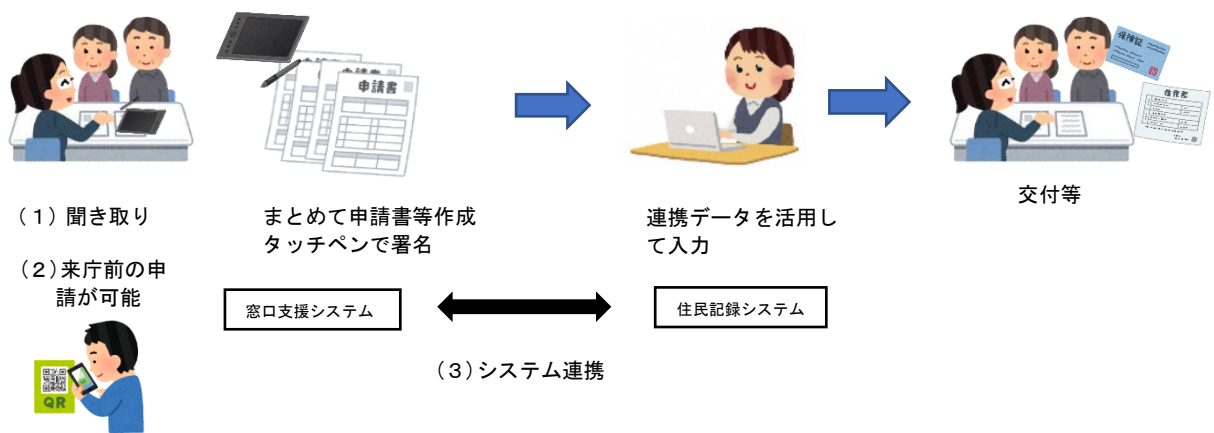 申請書
申請書
保険証
住民票
(1)聞き取り
まとめて申請書等作成
タッチペンで署名
連携データを活用し
て入力
交付等
(2)来庁前の申
請が可能
窓口支援システム
住民記録システム
(3)システム連携
QR